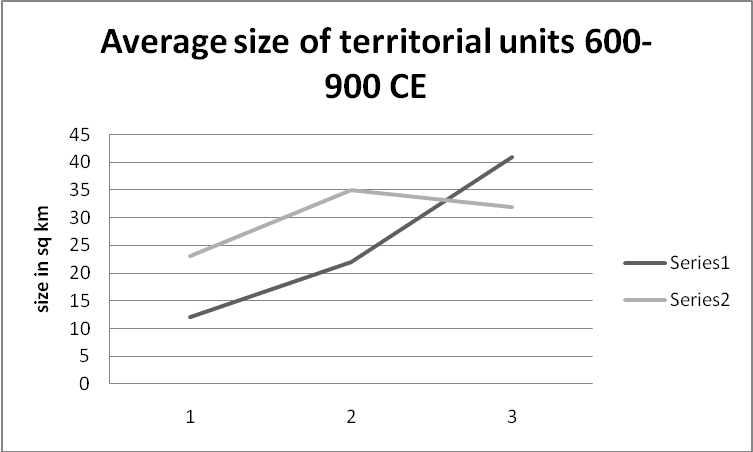 Average size of territorial units 600-
900 CE
size in sq km
45
40
35
30
25
20
15
10
5
0
1 2 3
Series1
Series2